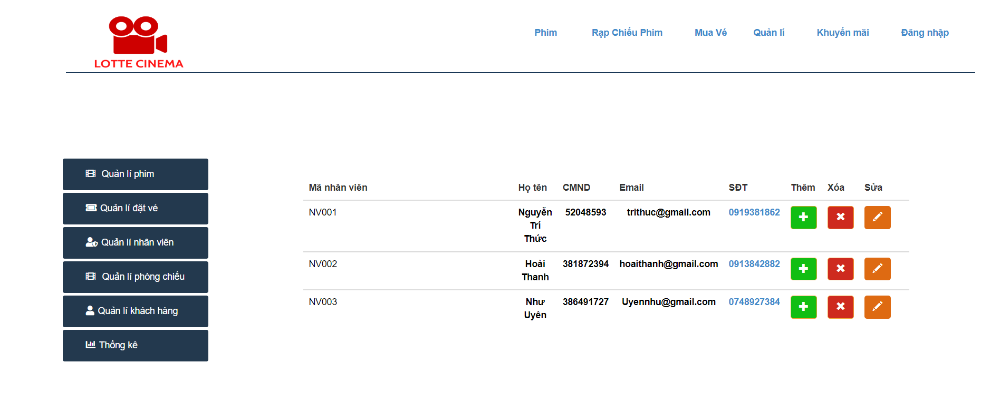 LOTTE CINEMA
Phim Rạp Chiếu Phim Mua Vé Quản lí Khuyến mãi Đăng nhập
Quản lí phim
Quản lí đặt vé
Quản lí nhân viên
Quản lí phòng chiếu
Quản lí khách hàng
Thống kê
Mã nhân viên Họ tên CMND Email SĐT Thêm Xóa Sửa
NV001 Nguyễn 52048593 trithuc@gmail.com 0919381862
Trí
Thức
NV002 Hoài 381872394 hoaithanh@gmail.com 0913842882
Thanh
NV003 Như 386491727 Uyennhu@gmail.com 0748927384
Uyên